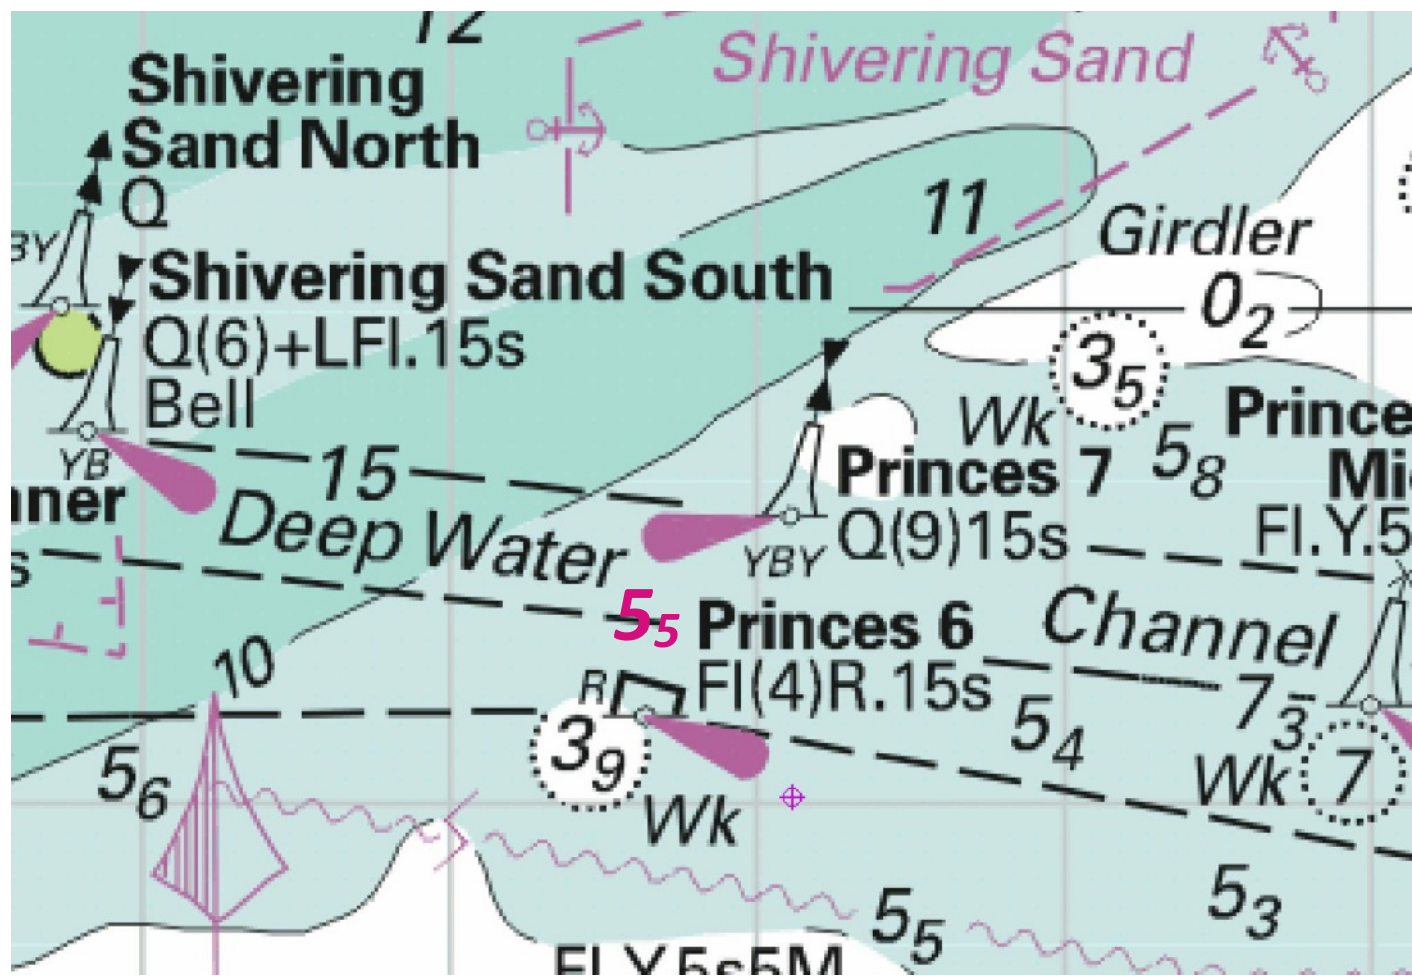 12
Shivering Sand
Shivering
Sand North
Q
BY
11
Girdler
0₂
Shivering Sand South
Q(6)+LFl.15s
Bell
YB
3₅
Wk
5₈
Prince
Mi
Fl.Y.5
15
Deep Water
nner
s
Princes 7
Q(9)15s
YBY
5₅
Princes 6
Fl(4)R.15s
R
Channel
10
5₆
3₉
Wk
5₄
7₃
Wk
7
5₃
5₅
Fl.Y.5s5M